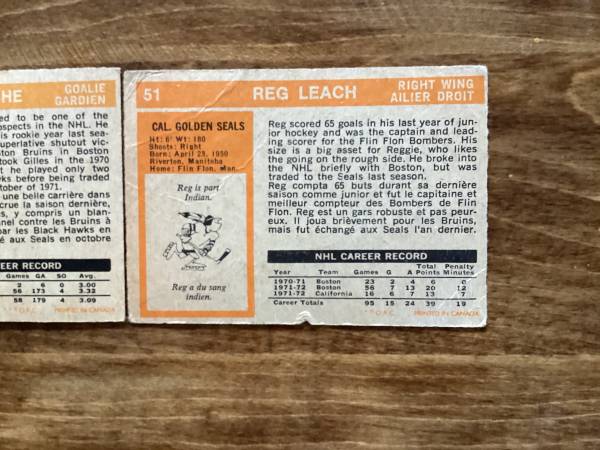 HE
GOALIE
GARDIEN
ed to be one of the
ospects in the NHL. He
his rookie year last sea-
uperlative shutout vic-
ton Bruins in Boston
took Gilles in the 1970
t he played only two
ks before being traded
tober of 1971.
une belle carrière dans
crue la saison dernière,
, y compris un blan-
nnel contre les Bruins à
par les Black Hawks en
aux Seals en octobre
EER RECORD
Games GA SO Avg.
2 6 0 3.00
56 173 4 3.32
58 179 4 3.09
T.C.G. PRINTED IN CANADA
51
REG LEACH
RIGHT WING
AILIER DROIT
CAL. GOLDEN SEALS
Ht: 6' Wt: 180
Shoots: Right
Born: April 23, 1950
Riverton, Manitoba
Home: Flin Flon, Man.
Reg is part
Indian.
Reg a du sang
indien.
Reg scored 65 goals in his last year of jun-
ior hockey and was the captain and lead-
ing scorer for the Flin Flon Bombers. His
size is a big asset for Reggie, who likes
the going on the rough side. He broke into
the NHL briefly with Boston, but was
traded to the Seals last season.
Reg compta 65 buts durant sa dernière
saison comme junior et fut le capitaine et
meilleur compteur des Bombers de Flin
Flon. Reg est un gars robuste et pas peur-
eux. Il joua brièvement pour les Bruins,
mais fut échangé aux Seals l'an dernier.
NHL CAREER RECORD
Year Team Games G A Total Points Penalty Minutes
1970-71 Boston 23 2 4 6 0
1971-72 Boston 56 7 13 20 12
1971-72 California 16 6 7 13 7
Career Totals 95 15 24 39 19
T.C.G. PRINTED IN CANADA